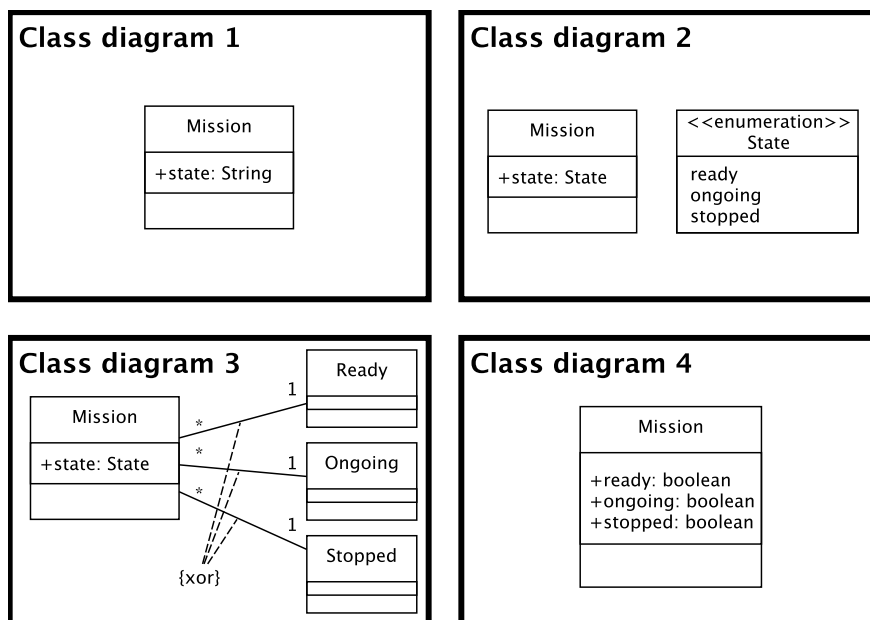 Class diagram 1
Mission
+state: String
Class diagram 2
Mission
+state: State
<<enumeration>>
State
ready
ongoing
stopped
Class diagram 3
Mission
+state: State
*
*
*
1
1
1
Ready
Ongoing
Stopped
{xor}
Class diagram 4
Mission
+ready: boolean
+ongoing: boolean
+stopped: boolean